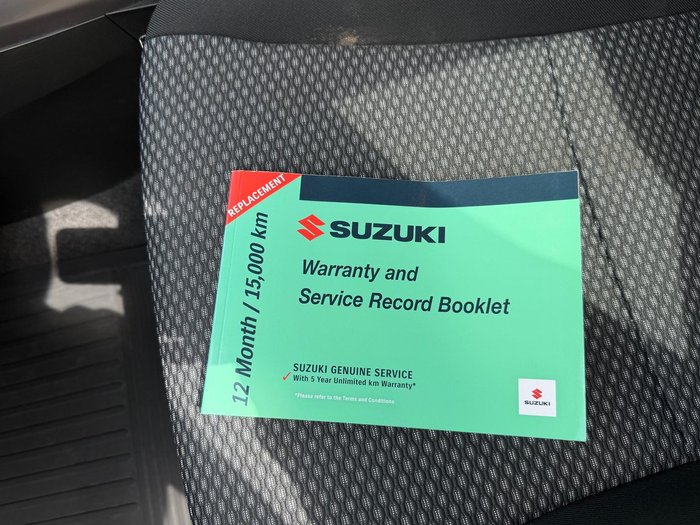 REPLACEMENT
12 Month / 15,000 km
SUZUKI
Warranty and
Service Record Booklet
SUZUKI GENUINE SERVICE
With 5 Year Unlimited km Warranty*
*Please refer to the Terms and Conditions
SUZUKI